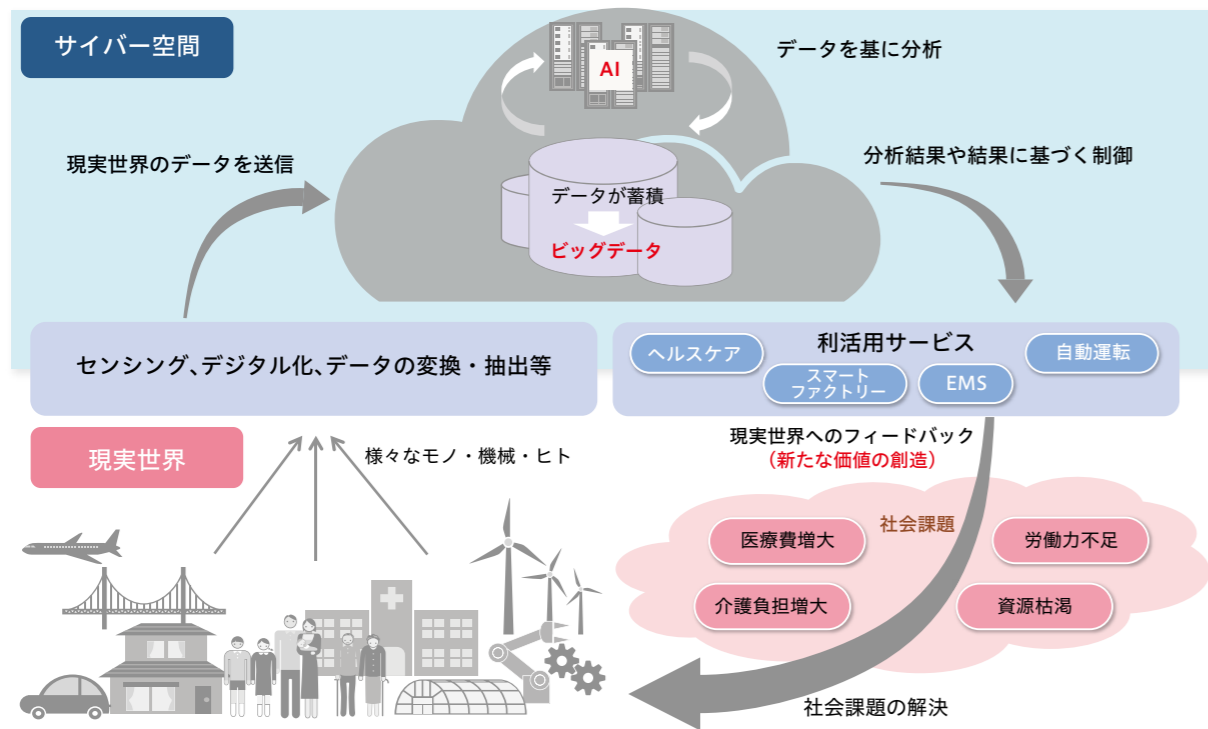 サイバー空間
AI
データを基に分析
現実世界のデータを送信
分析結果や結果に基づく制御
データが蓄積
ビッグデータ
センシング、デジタル化、データの変換・抽出等
利活用サービス
ヘルスケア
スマート
ファクトリー
EMS
自動運転
現実世界
様々なモノ・機械・ヒト
現実世界へのフィードバック
（新たな価値の創造）
社会課題
医療費増大
労働力不足
介護負担増大
資源枯渇
社会課題の解決